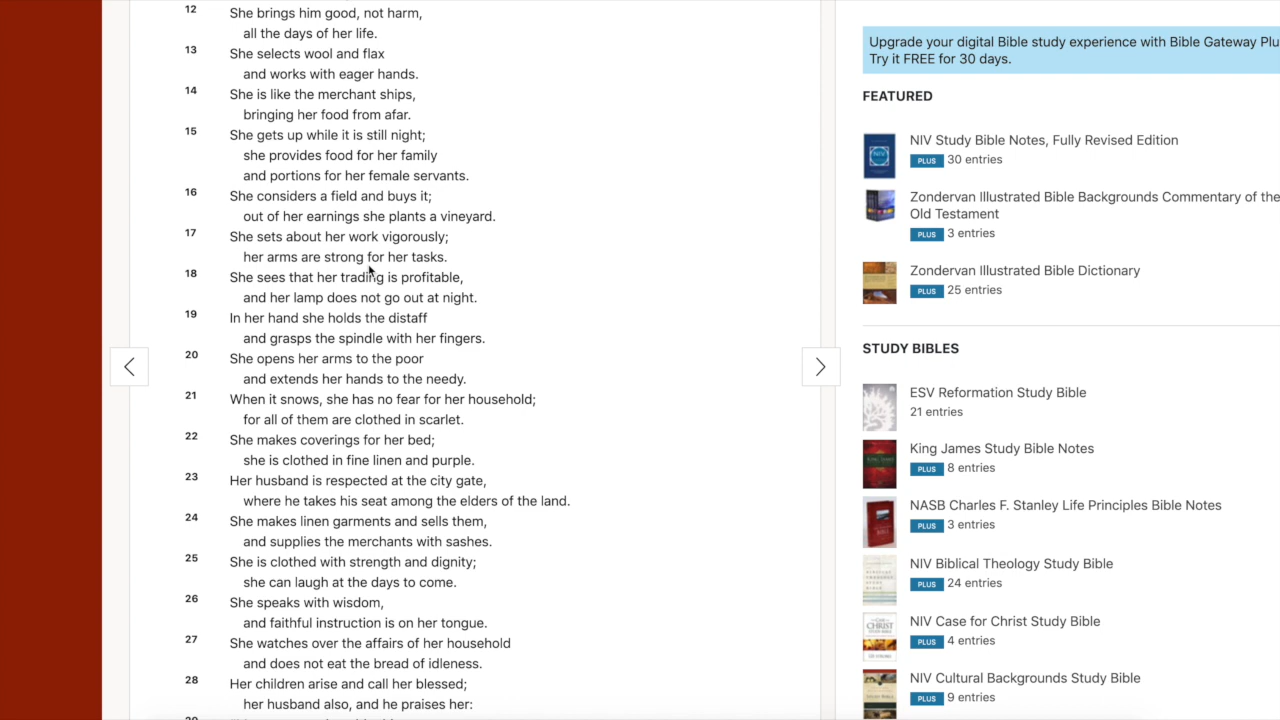 12 She brings him good, not harm,
all the days of her life.
13 She selects wool and flax
and works with eager hands.
14 She is like the merchant ships,
bringing her food from afar.
15 She gets up while it is still night;
she provides food for her family
and portions for her female servants.
16 She considers a field and buys it;
out of her earnings she plants a vineyard.
17 She sets about her work vigorously;
her arms are strong for her tasks.
18 She sees that her trading is profitable,
and her lamp does not go out at night.
19 In her hand she holds the distaff
and grasps the spindle with her fingers.
20 She opens her arms to the poor
and extends her hands to the needy.
21 When it snows, she has no fear for her household;
for all of them are clothed in scarlet.
22 She makes coverings for her bed;
she is clothed in fine linen and purple.
23 Her husband is respected at the city gate,
where he takes his seat among the elders of the land.
24 She makes linen garments and sells them,
and supplies the merchants with sashes.
25 She is clothed with strength and dignity;
she can laugh at the days to come.
26 She speaks with wisdom,
and faithful instruction is on her tongue.
27 She watches over the affairs of her household
and does not eat the bread of idleness.
28 Her children arise and call her blessed;
her husband also, and he praises her:
Upgrade your digital Bible study experience with Bible Gateway Plu
Try it FREE for 30 days.
FEATURED
NIV Study Bible Notes, Fully Revised Edition
PLUS 30 entries
Zondervan Illustrated Bible Backgrounds Commentary of the
Old Testament
PLUS 3 entries
Zondervan Illustrated Bible Dictionary
PLUS 25 entries
STUDY BIBLES
ESV Reformation Study Bible
21 entries
King James Study Bible Notes
PLUS 8 entries
NASB Charles F. Stanley Life Principles Bible Notes
PLUS 3 entries
NIV Biblical Theology Study Bible
PLUS 24 entries
NIV Case for Christ Study Bible
PLUS 4 entries
NIV Cultural Backgrounds Study Bible
PLUS 9 entries